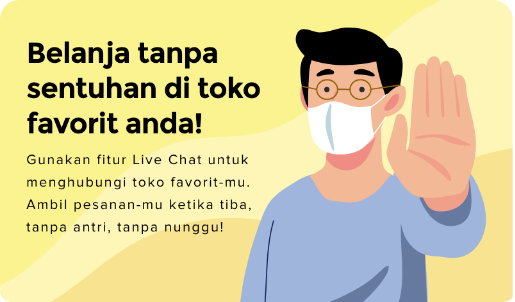 Belanja tanpa
sentuhan di toko
favorit anda!
Gunakan fitur Live Chat untuk
menghubungi toko favorit-mu.
Ambil pesanan-mu ketika tiba,
tanpa antri, tanpa nunggu!